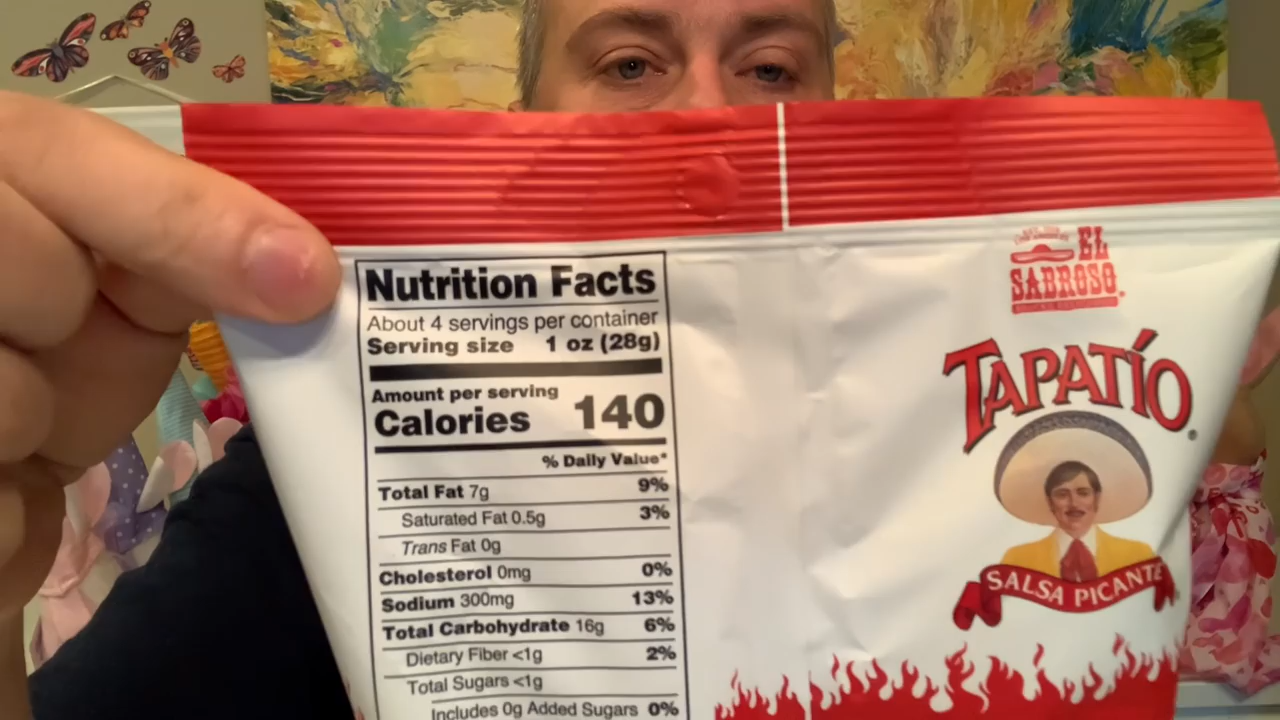 Nutrition Facts
About 4 servings per container
Serving size 1 oz (28g)
Amount per serving
Calories 140
% Daily Value*
Total Fat 7g 9%
Saturated Fat 0.5g 3%
Trans Fat 0g
Cholesterol 0mg 0%
Sodium 300mg 13%
Total Carbohydrate 16g 6%
Dietary Fiber <1g 2%
Total Sugars <1g
Includes 0g Added Sugars 0%
EL
SABROSO®
TAPATÍO®
SALSA PICANTE